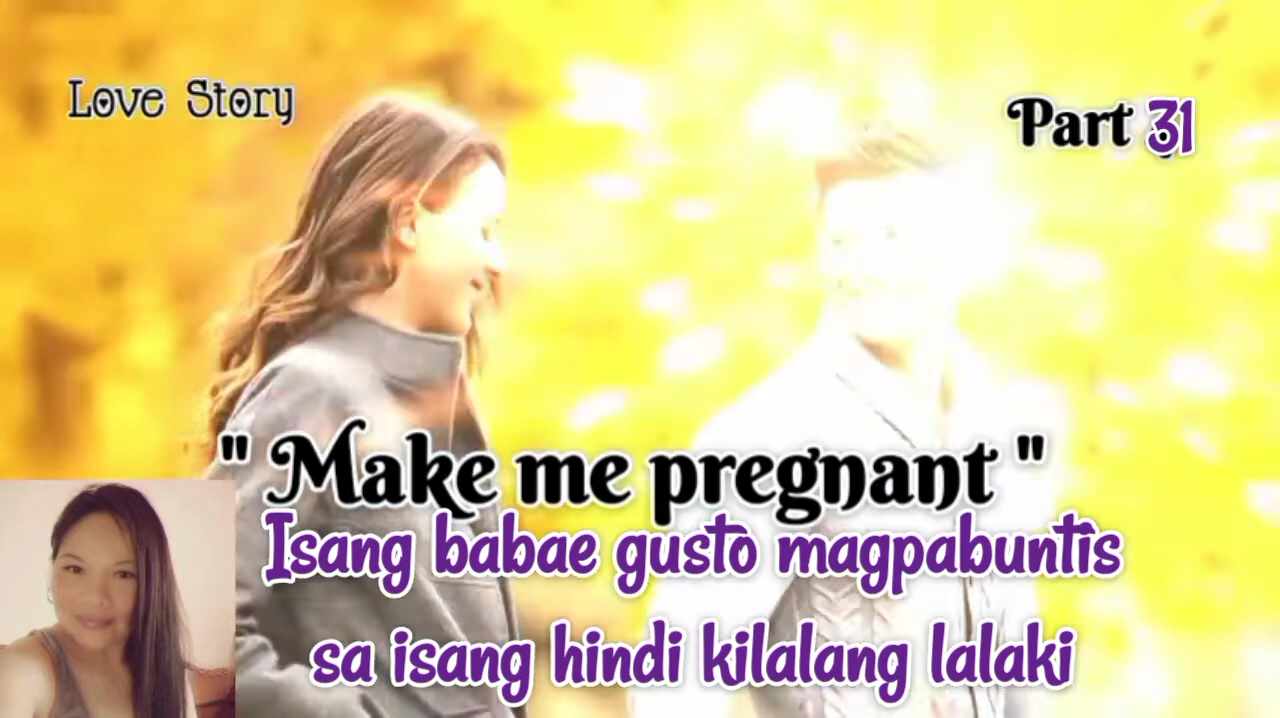 Love Story
Part 31
" Make me pregnant "
Isang babae gusto magpabuntis
sa isang hindi kilalang lalaki